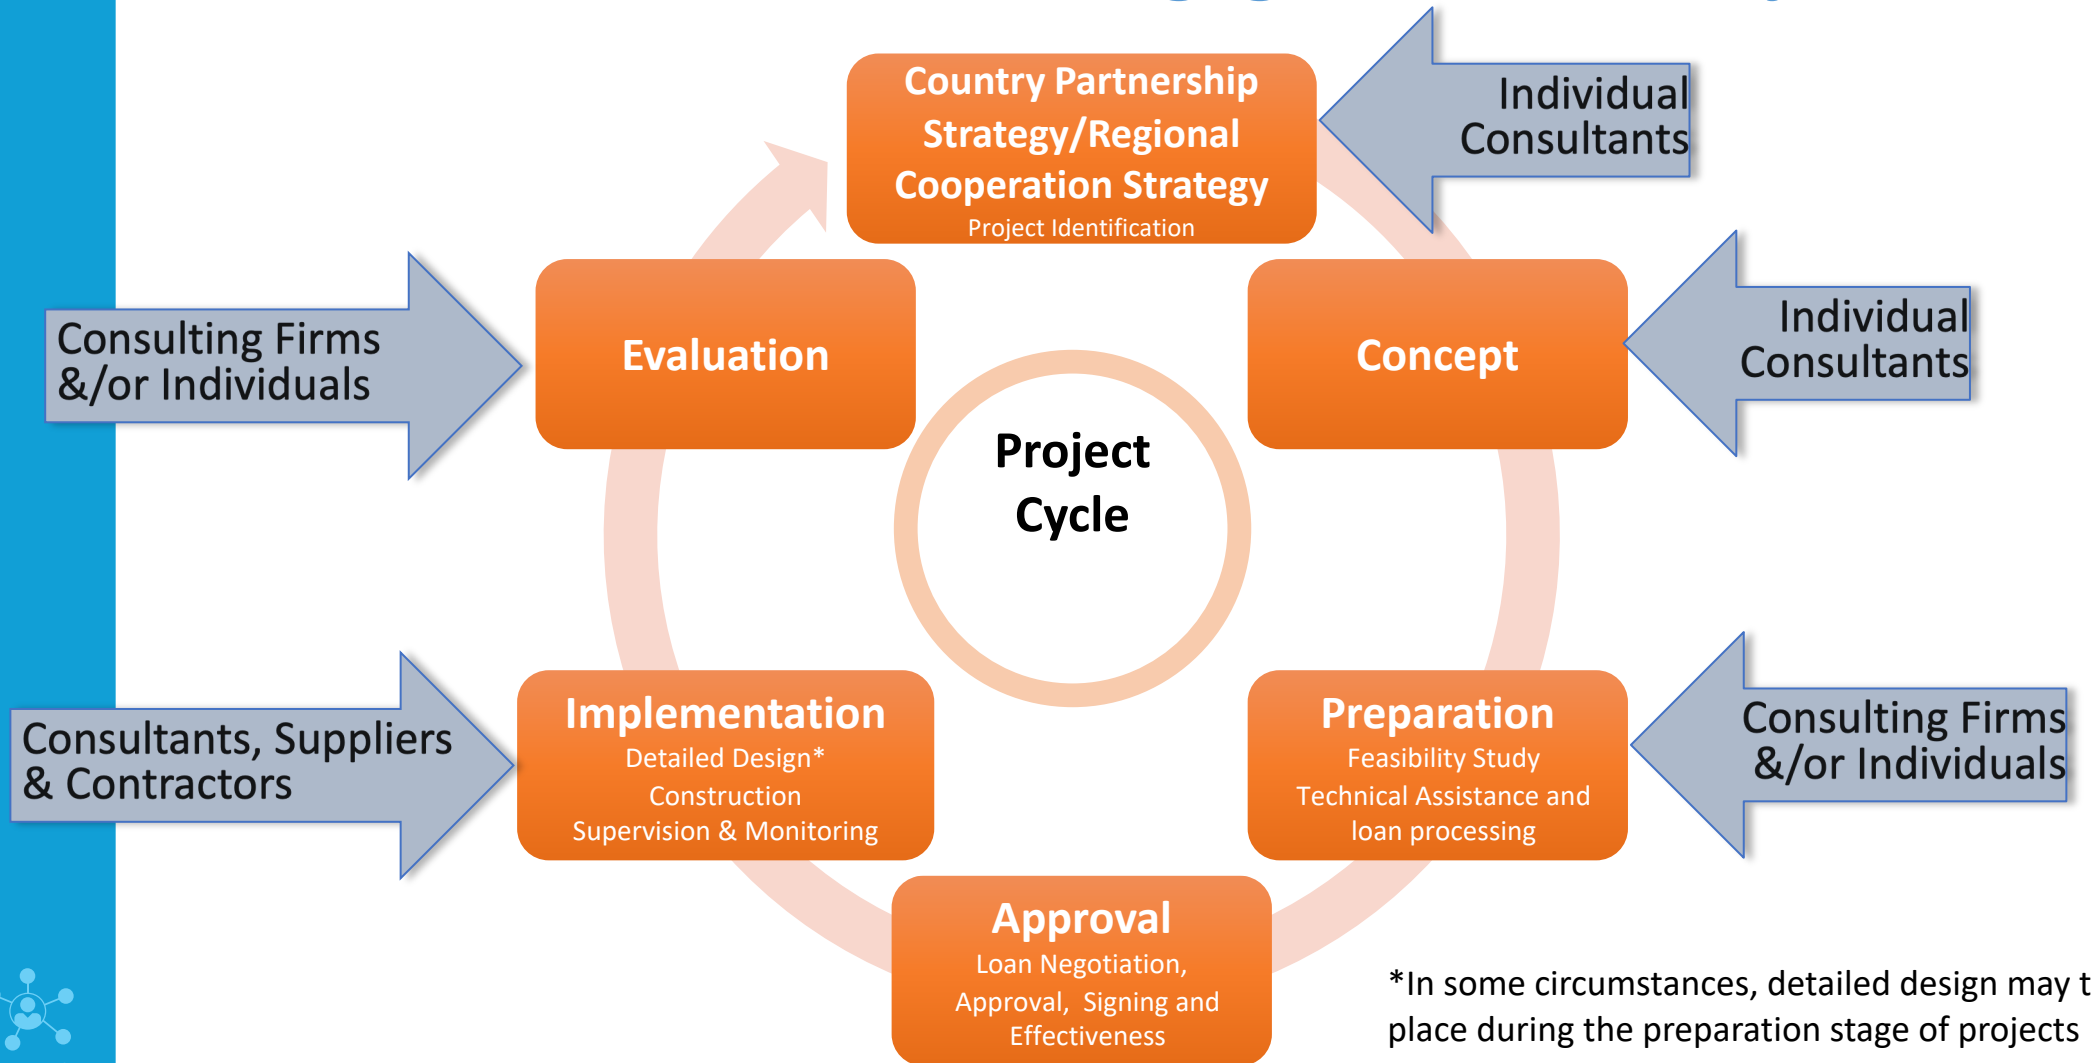 Country Partnership
Strategy/Regional
Cooperation Strategy
Project Identification
Individual
Consultants
Concept
Individual
Consultants
Preparation
Feasibility Study
Technical Assistance and
loan processing
Consulting Firms
&/or Individuals
Approval
Loan Negotiation,
Approval, Signing and
Effectiveness
Implementation
Detailed Design*
Construction
Supervision & Monitoring
Consultants, Suppliers
& Contractors
Evaluation
Consulting Firms
&/or Individuals
Project
Cycle
*In some circumstances, detailed design may
place during the preparation stage of projects